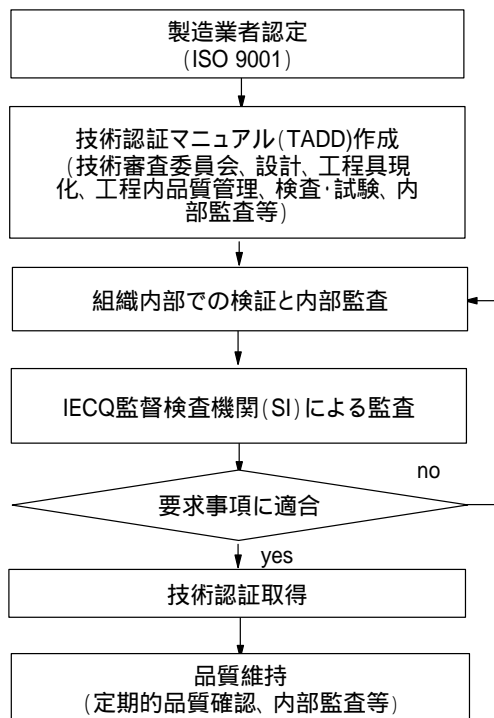 製造業者認定
(ISO 9001)
技術認証マニュアル(TADD)作成
(技術審査委員会、設計、工程具現
化、工程内品質管理、検査・試験、内
部監査等)
組織内部での検証と内部監査
IECQ監督検査機関(SI)による監査
no
要求事項に適合
yes
技術認証取得
品質維持
(定期的品質確認、内部監査等)